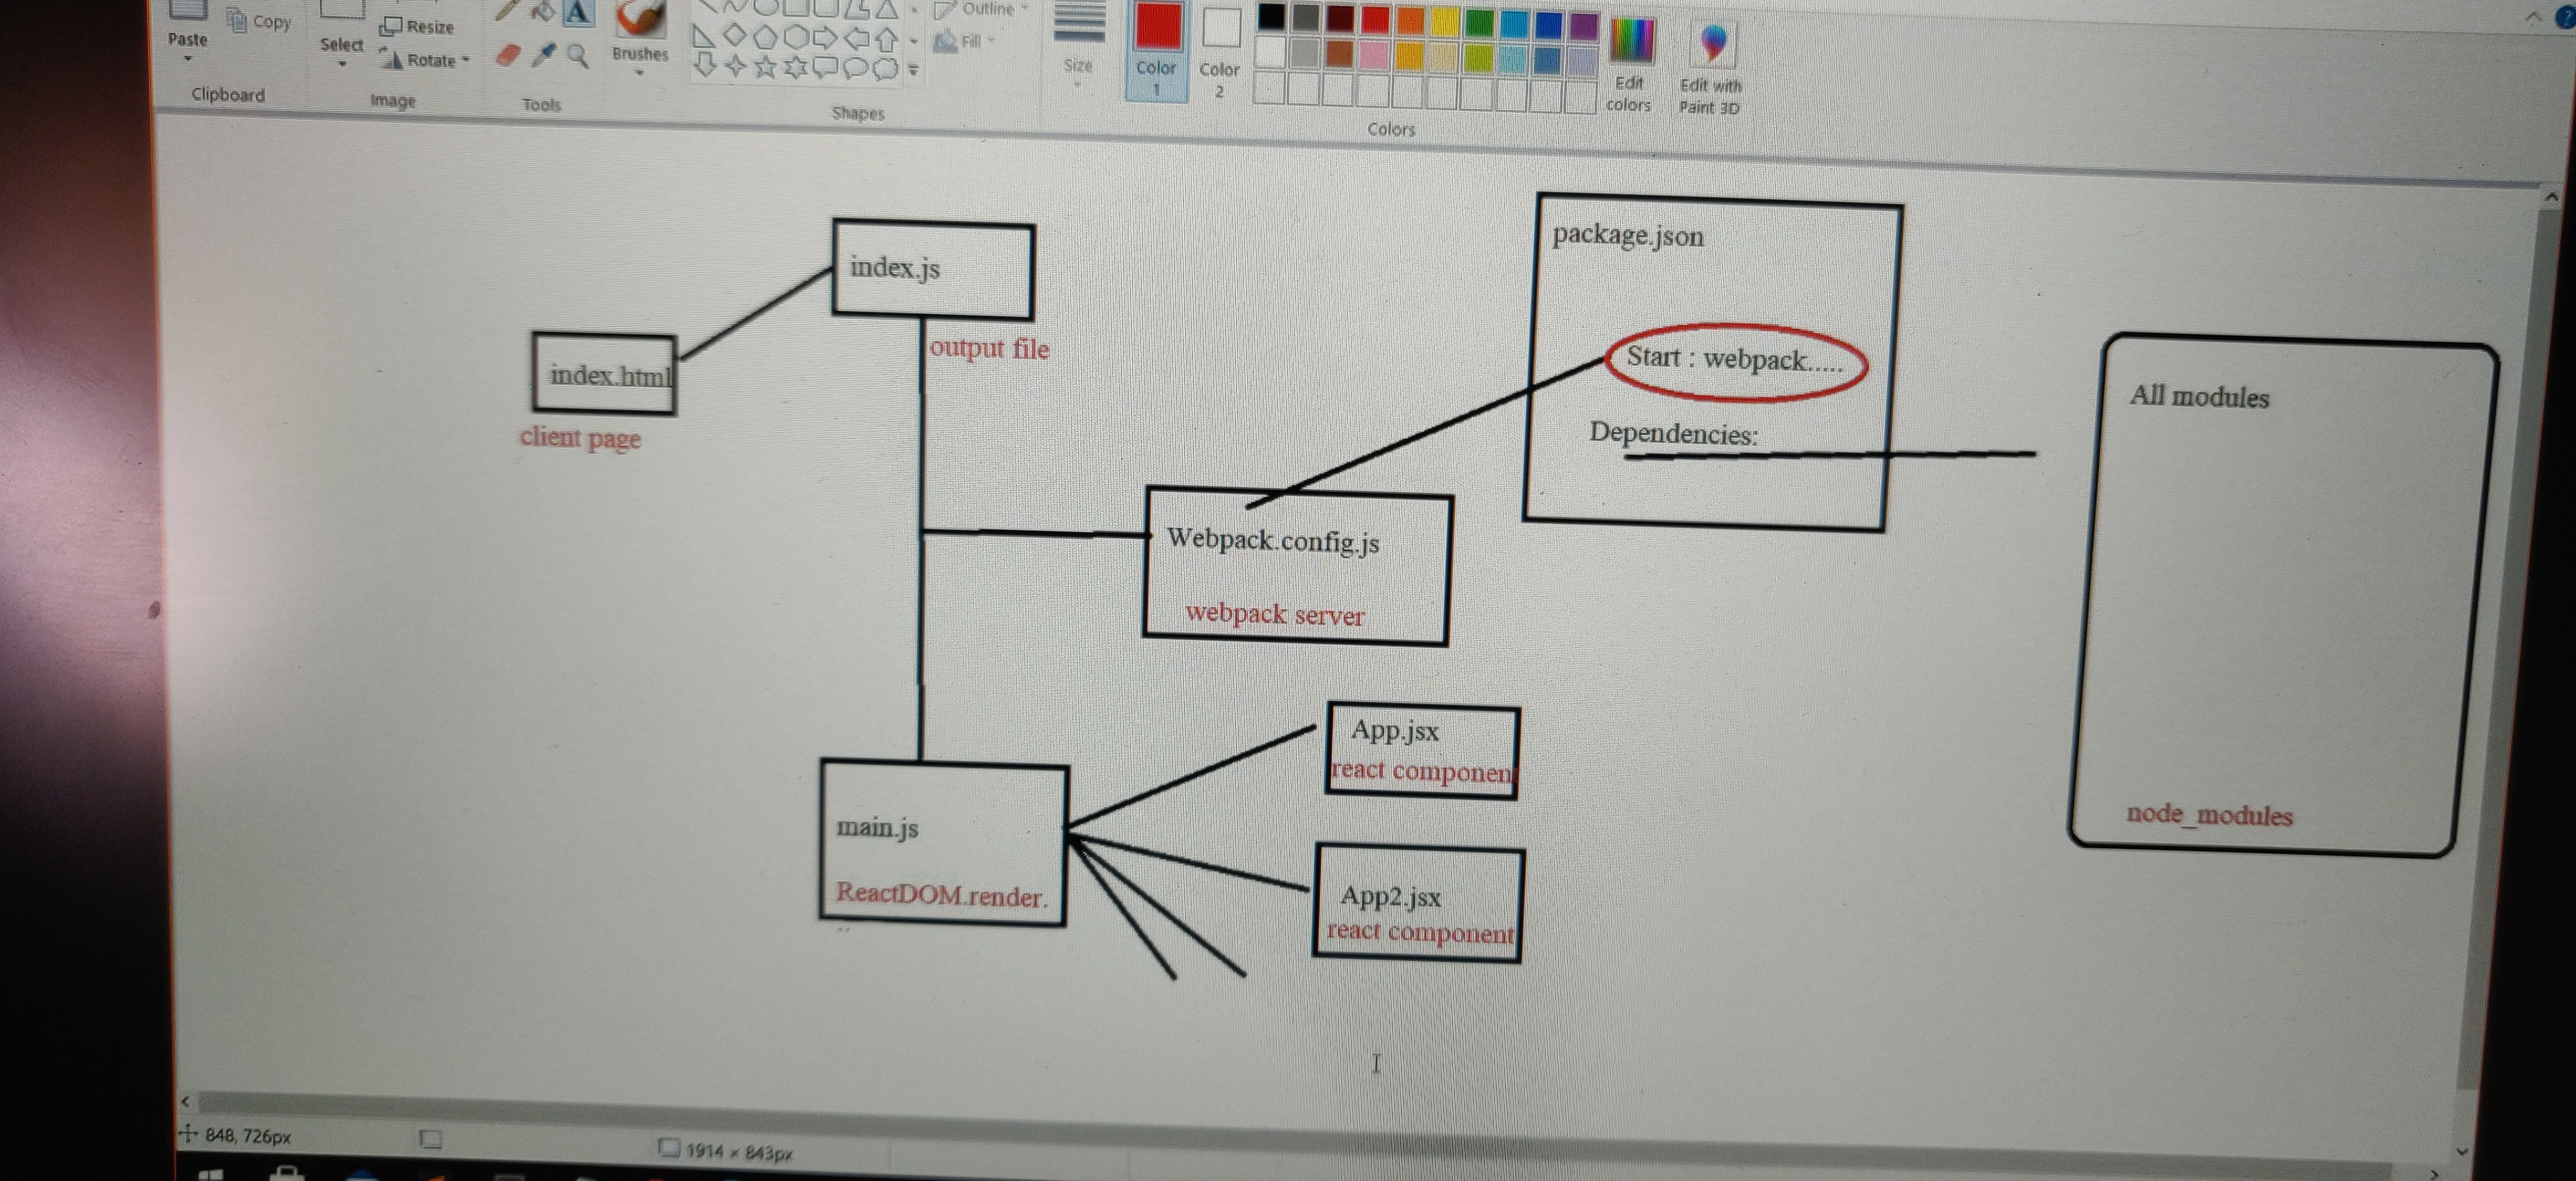 Paste
Copy
Clipboard
Select
Resize
Rotate
Image
A
Tools
Brushes
Shapes
Outline
Fill
Size
Color
1
Color
2
Edit
colors
Edit with
Paint 3D
Colors
index.js
output file
index.html
client page
package.json
Start : webpack.....
Dependencies:
All modules
node_modules
Webpack.config.js
webpack server
App.jsx
react componen
main.js
ReactDOM.render.
..
App2.jsx
react component
848, 726px
1914 × 843px